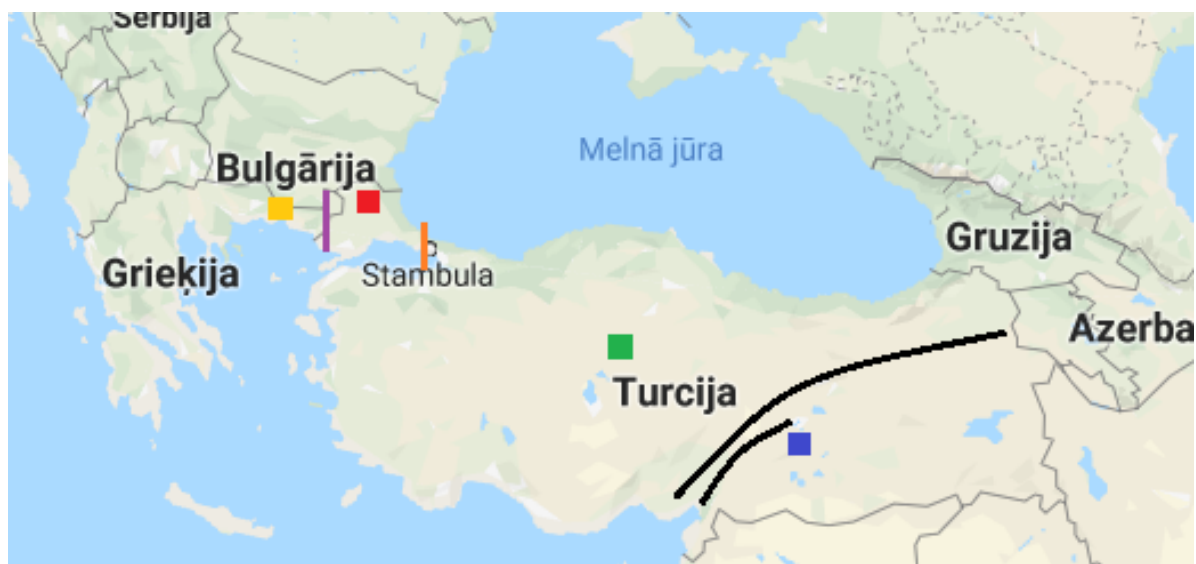 Serbija
Melnā jūra
Bulgārija
Gruzija
Grieķija
Stambula
Azerba
Turcija